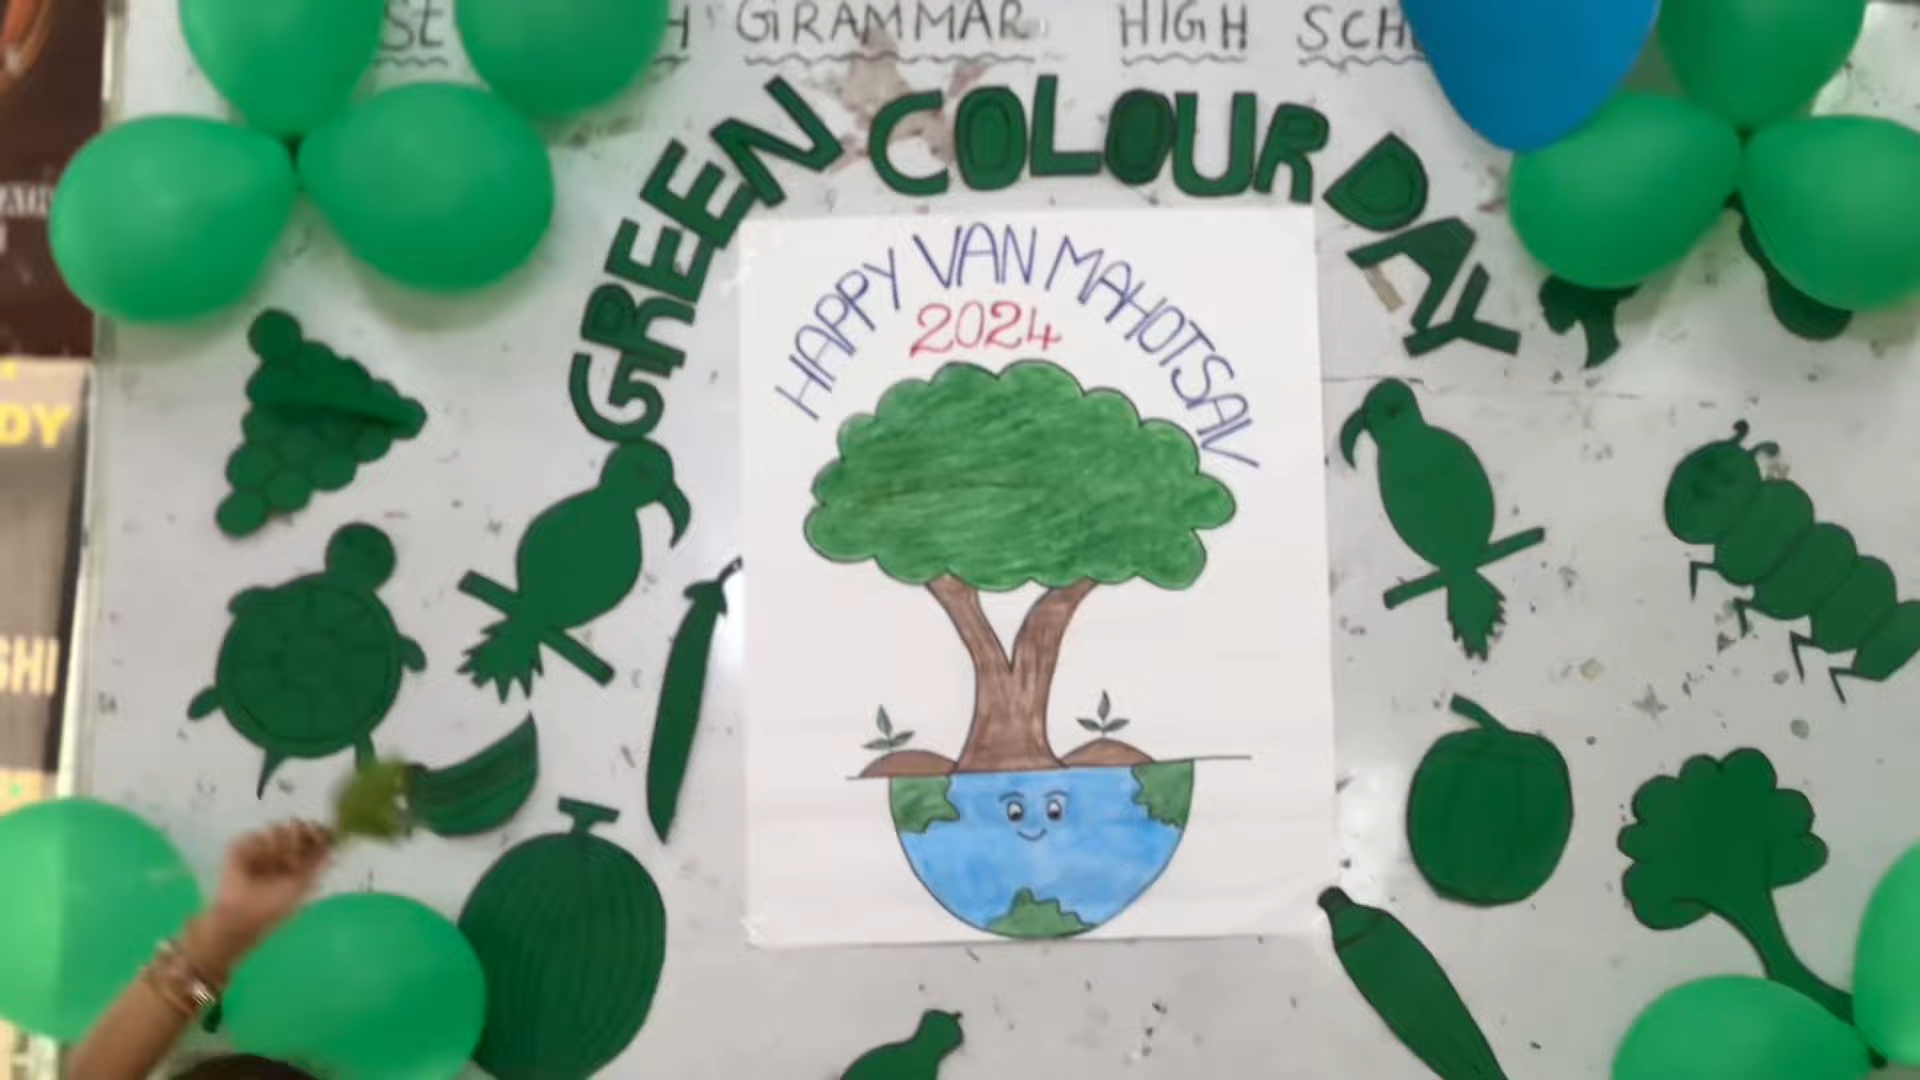 GRAMMAR HIGH
GREEN COLOUR DAY
HAPPY VAN MAHOTSAV
2024